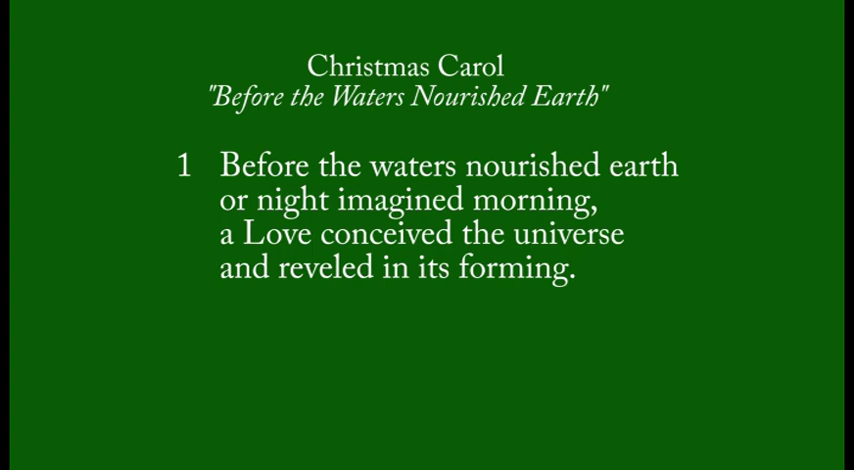 Christmas Carol
"Before the Waters Nourished Earth"
1 Before the waters nourished earth
or night imagined morning,
a Love conceived the universe
and reveled in its forming.